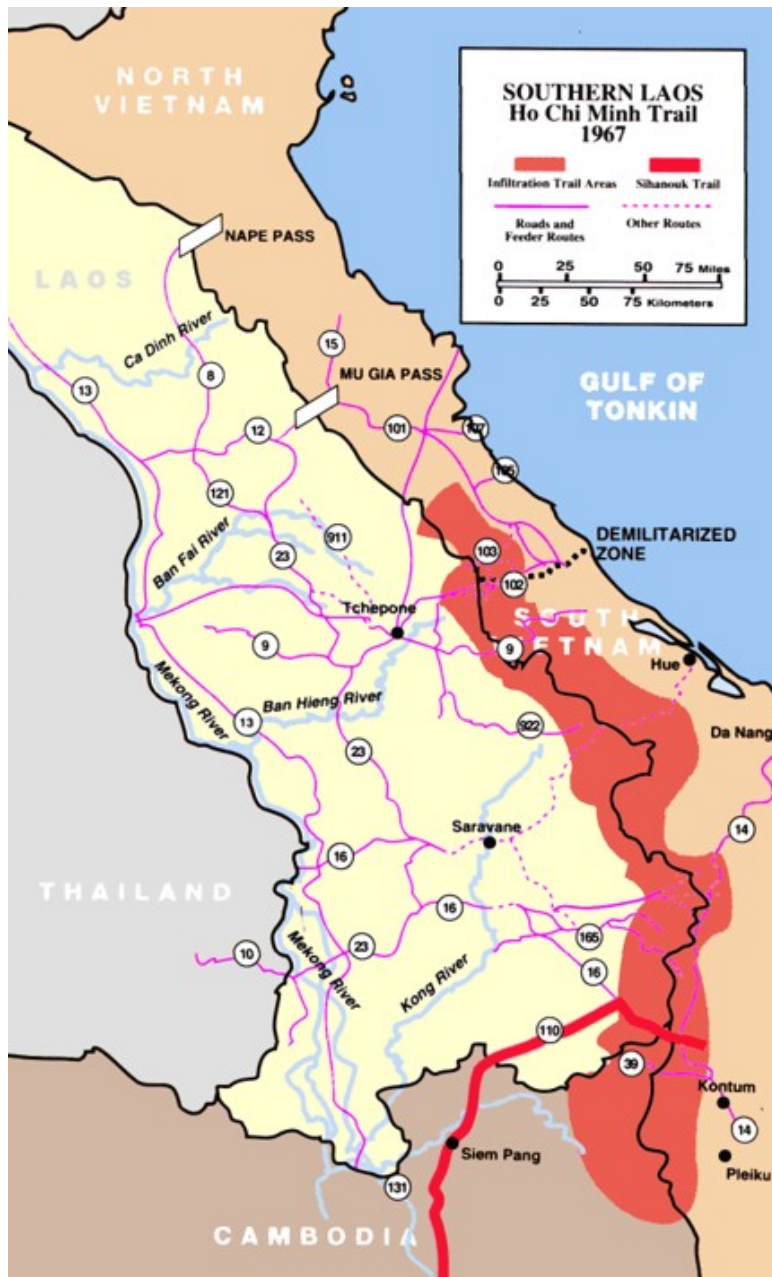 NORTH
VIETNAM
SOUTHERN LAOS
Ho Chi Minh Trail
1967
Infiltration Trail Areas
Sihanouk Trail
Roads and
Feeder Routes
Other Routes
0 25 50 75 Miles
0 25 50 75 Kilometers
NAPE PASS
LAOS
Ca Dinh River
15
8
13
MU GIA PASS
GULF OF
TONKIN
12
101
107
105
121
Ban Fai River
911
23
103
DEMILITARIZED
ZONE
102
Tchepone
SOUTH
VIETNAM
9
9
Hue
Mekong River
Ban Hieng River
13
922
Da Nang
23
Saravane
14
16
THAILAND
16
165
10
23
Mekong River
Kong River
16
110
39
Kontum
14
Siem Pang
Pleiku
131
CAMBODIA